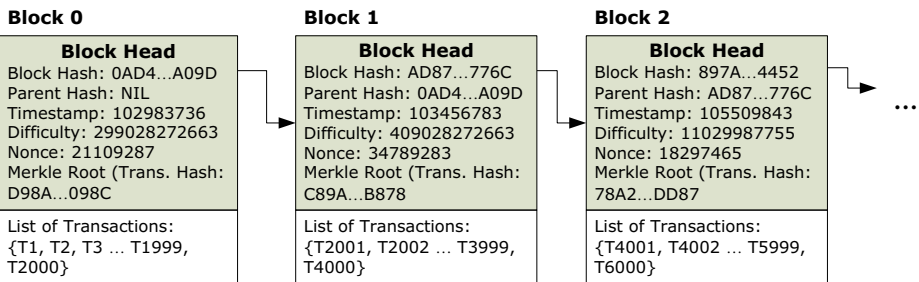 Block 0
Block Head
Block Hash: 0AD4...A09D
Parent Hash: NIL
Timestamp: 102983736
Difficulty: 299028272663
Nonce: 21109287
Merkle Root (Trans. Hash:
D98A...098C
List of Transactions:
{T1, T2, T3 ... T1999,
T2000}
Block 1
Block Head
Block Hash: AD87...776C
Parent Hash: 0AD4...A09D
Timestamp: 103456783
Difficulty: 409028272663
Nonce: 34789283
Merkle Root (Trans. Hash:
C89A...B878
List of Transactions:
{T2001, T2002 ... T3999,
T4000}
Block 2
Block Head
Block Hash: 897A...4452
Parent Hash: AD87...776C
Timestamp: 105509843
Difficulty: 11029987755
Nonce: 18297465
Merkle Root (Trans. Hash:
78A2...DD87
List of Transactions:
{T4001, T4002 ... T5999,
T6000}
...